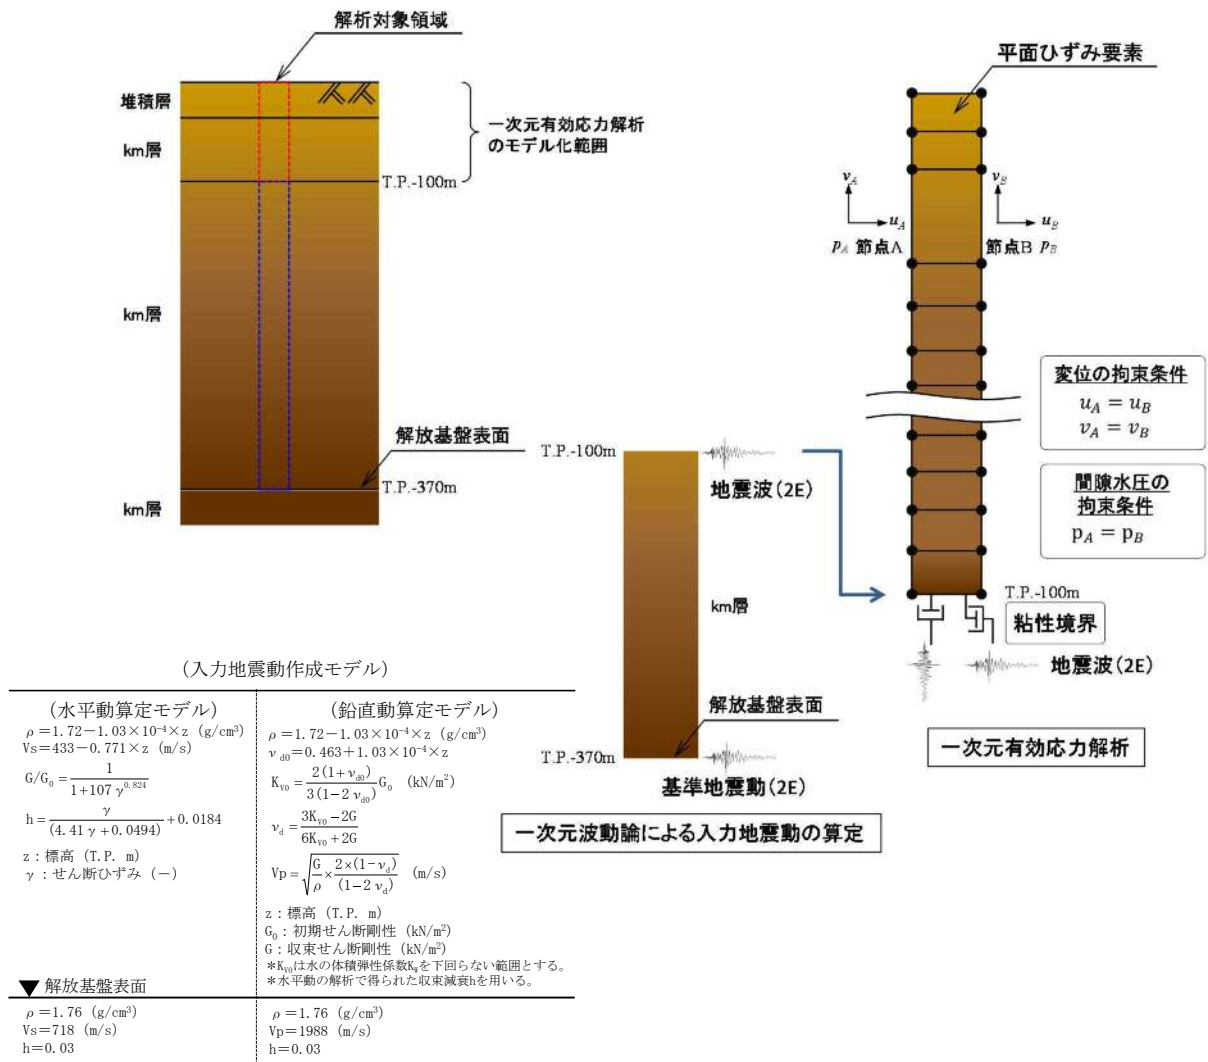 解析対象領域
堆積層
km層
一次元有効応力解析
のモデル化範囲
T.P.-100m
km層
解放基盤表面
T.P.-370m
km層
平面ひずみ要素
v_A
u_A
p_A 節点A
v_B
u_B
節点B p_B
変位の拘束条件
u_A = u_B
v_A = v_B
間隙水圧の
拘束条件
p_A = p_B
T.P.-100m
地震波(2E)
km層
解放基盤表面
T.P.-370m
基準地震動(2E)
一次元波動論による入力地震動の算定
T.P.-100m
粘性境界
地震波(2E)
一次元有効応力解析
(入力地震動作成モデル)
(水平動算定モデル)
ρ=1.72-1.03×10⁻⁴×z (g/cm³)
Vs=433-0.771×z (m/s)
G/G₀ = 1/(1+107 γ^0.824)
h = γ/(4.41 γ+0.0494) +0.0184
z:標高 (T.P. m)
γ:せん断ひずみ (-)
(鉛直動算定モデル)
ρ=1.72-1.03×10⁻⁴×z (g/cm³)
ν_d0=0.463+1.03×10⁻⁴×z
K_V0 = 2(1+ν_d0)/3(1-2ν_d0) G₀ (kN/m²)
ν_d = (3K_V0-2G)/(6K_V0+2G)
Vp = √(G/ρ × 2×(1-ν_d)/(1-2ν_d)) (m/s)
z:標高 (T.P. m)
G₀:初期せん断剛性 (kN/m²)
G:収束せん断剛性 (kN/m²)
*K_V0は水の体積弾性係数K_Wを下回らない範囲とする。
*水平動の解析で得られた収束減衰hを用いる。
▼ 解放基盤表面
ρ=1.76 (g/cm³)
Vs=718 (m/s)
h=0.03
ρ=1.76 (g/cm³)
Vp=1988 (m/s)
h=0.03